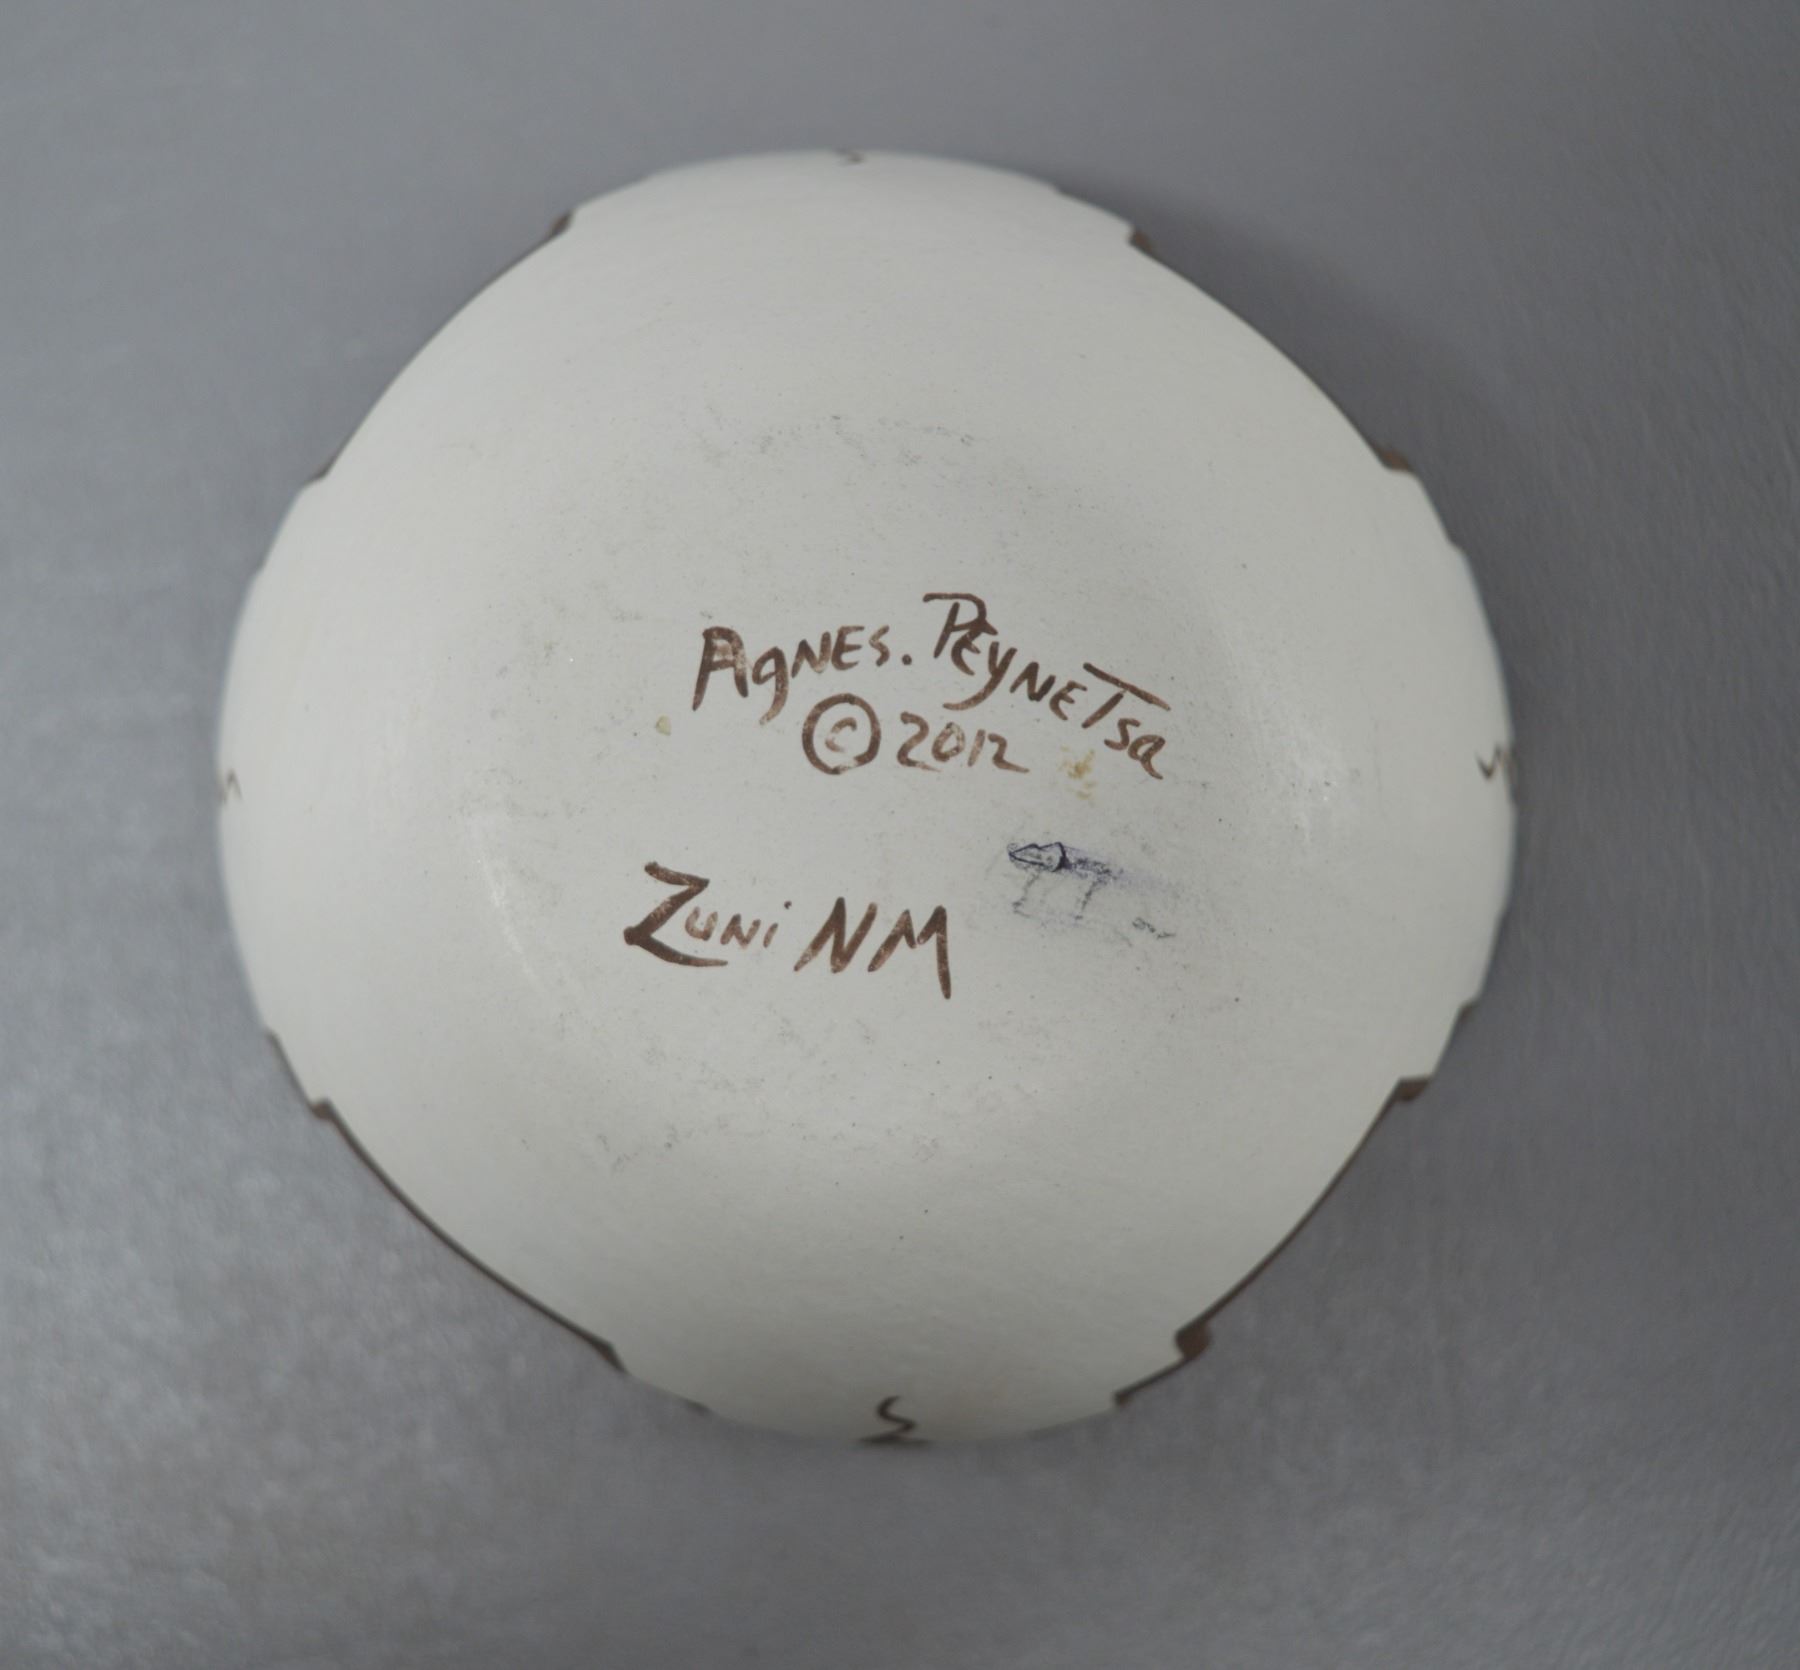 Agnes. Peynetsa
© 2012
Zuni NM